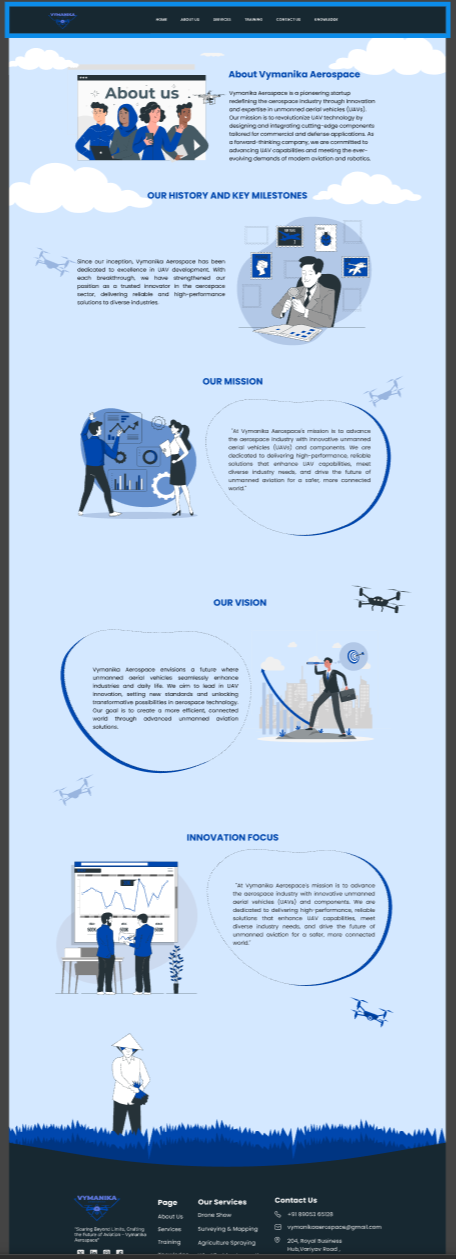 VYMANIKA
HOME ABOUT US SERVICES TRAINING CONTACT US KNOWLEDGE
About us
About Vymanika Aerospace
Vymanika Aerospace is a pioneering startup
redefining the aerospace industry through innovation
and expertise in unmanned aerial vehicles (UAVs).
Our mission is to revolutionize UAV technology by
designing and integrating cutting-edge components
tailored for commercial and defense applications. As
a forward-thinking company, we are committed to
advancing UAV capabilities and meeting the ever-
evolving demands of modern aviation and robotics.
OUR HISTORY AND KEY MILESTONES
Since our inception, Vymanika Aerospace has been
dedicated to excellence in UAV development. With
each breakthrough, we have strengthened our
position as a trusted innovator in the aerospace
sector, delivering reliable and high-performance
solutions to diverse industries.
OUR MISSION
"At Vymanika Aerospace's mission is to advance
the aerospace industry with innovative unmanned
aerial vehicles (UAVs) and components. We are
dedicated to delivering high-performance, reliable
solutions that enhance UAV capabilities, meet
diverse industry needs, and drive the future of
unmanned aviation for a safer, more connected
world."
OUR VISION
Vymanika Aerospace envisions a future where
unmanned aerial vehicles seamlessly enhance
industries and daily life. We aim to lead in UAV
innovation, setting new standards and unlocking
transformative possibilities in aerospace technology.
Our goal is to create a more efficient, connected
world through advanced unmanned aviation
solutions.
INNOVATION FOCUS
"At Vymanika Aerospace's mission is to advance
the aerospace industry with innovative unmanned
aerial vehicles (UAVs) and components. We are
dedicated to delivering high-performance, reliable
solutions that enhance UAV capabilities, meet
diverse industry needs, and drive the future of
unmanned aviation for a safer, more connected
world."
VYMANIKA
"Soaring Beyond Limits, Crafting
the Future of Aviation - Vymanika
Aerospace"
Page
About Us
Services
Training
Our Services
Drone Show
Surveying & Mapping
Agriculture Spraying
Contact Us
vymanikaaerospace@gmail.com
204, Royal Business
Hub,Variyav Road ,